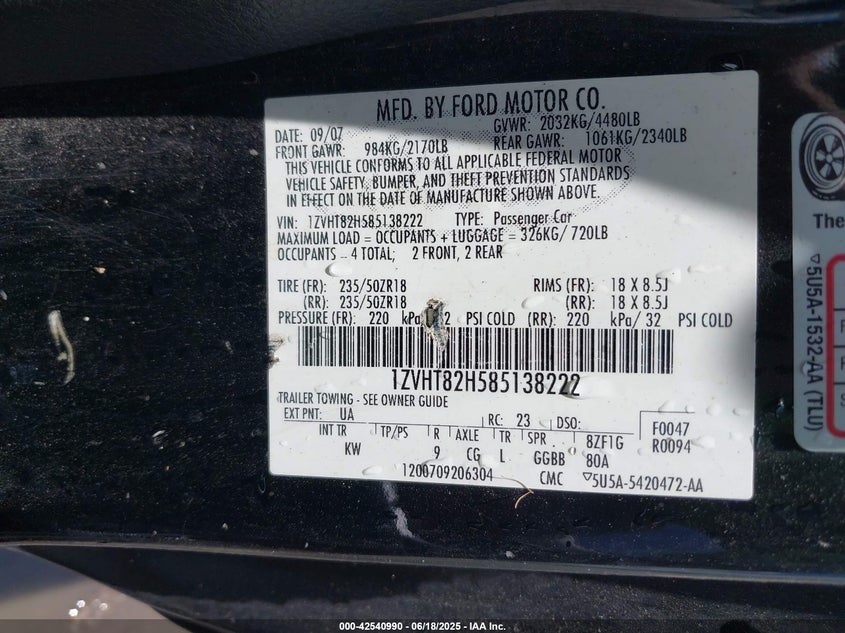 MFD. BY FORD MOTOR CO.
DATE: 09/07 GVWR: 2032KG/4480LB
FRONT GAWR: 984KG/2170LB REAR GAWR: 1061KG/2340LB
THIS VEHICLE CONFORMS TO ALL APPLICABLE FEDERAL MOTOR
VEHICLE SAFETY, BUMPER, AND THEFT PREVENTION STANDARDS
IN EFFECT ON THE DATE OF MANUFACTURE SHOWN ABOVE.
VIN: 1ZVHT82H585138222 TYPE: Passenger Car
MAXIMUM LOAD = OCCUPANTS + LUGGAGE = 326KG/ 720LB
OCCUPANTS – 4 TOTAL; 2 FRONT, 2 REAR
TIRE (FR): 235/50ZR18 RIMS (FR): 18 X 8.5J
(RR): 235/50ZR18 (RR): 18 X 8.5J
PRESSURE (FR): 220 2 PSI COLD (RR): 220 kPa/ 32 PSI COLD
1ZVHT82H585138222
TRAILER TOWING - SEE OWNER GUIDE
EXT PNT: UA RC: 23 DSO: F0047
INT TR TP/PS R AXLE TR SPR 8ZF1G R0094
KW 9 CG L GGBB 80A
1200709206304 CMC ▽5U5A-5420472-AA
The
▽5U5A-1532-AA (TLU)
000-42540990 - 06/18/2025 - IAA Inc.